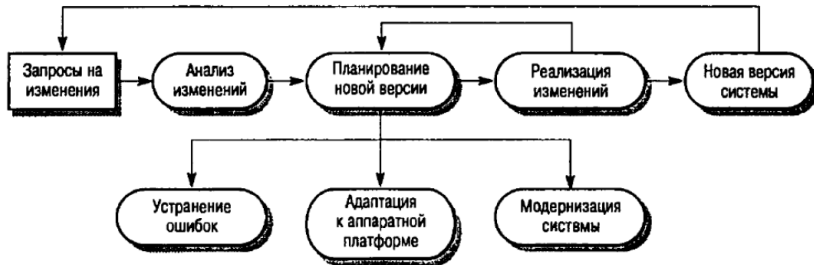 Запросы на
изменения
Анализ
изменений
Планирование
новой версии
Реализация
изменений
Новая версия
системы
Устранение
ошибок
Адаптация
к аппаратной
платформе
Модернизация
систвмы